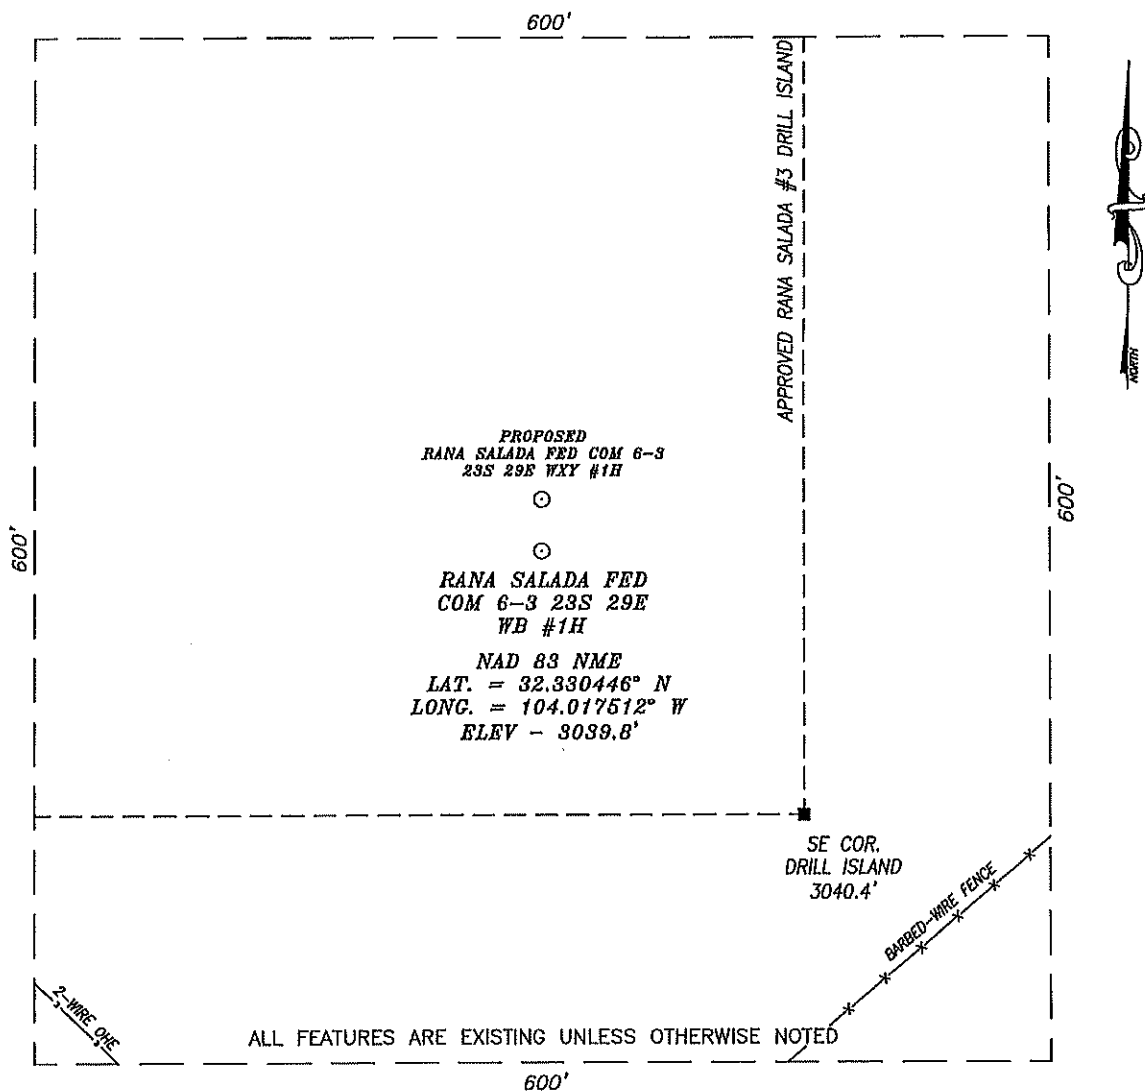 600'
APPROVED RANA SALADA #3 DRILL ISLAND
NORTH
PROPOSED
RANA SALADA FED COM 6-3
23S 29E WXY #1H
600'
600'
RANA SALADA FED
COM 6-3 23S 29E
WB #1H
NAD 83 NME
LAT. = 32.330446° N
LONG. = 104.017512° W
ELEV - 3039.8'
SE COR.
DRILL ISLAND
3040.4'
BARBED-WIRE FENCE
2-WIRE OHE
ALL FEATURES ARE EXISTING UNLESS OTHERWISE NOTED
600'